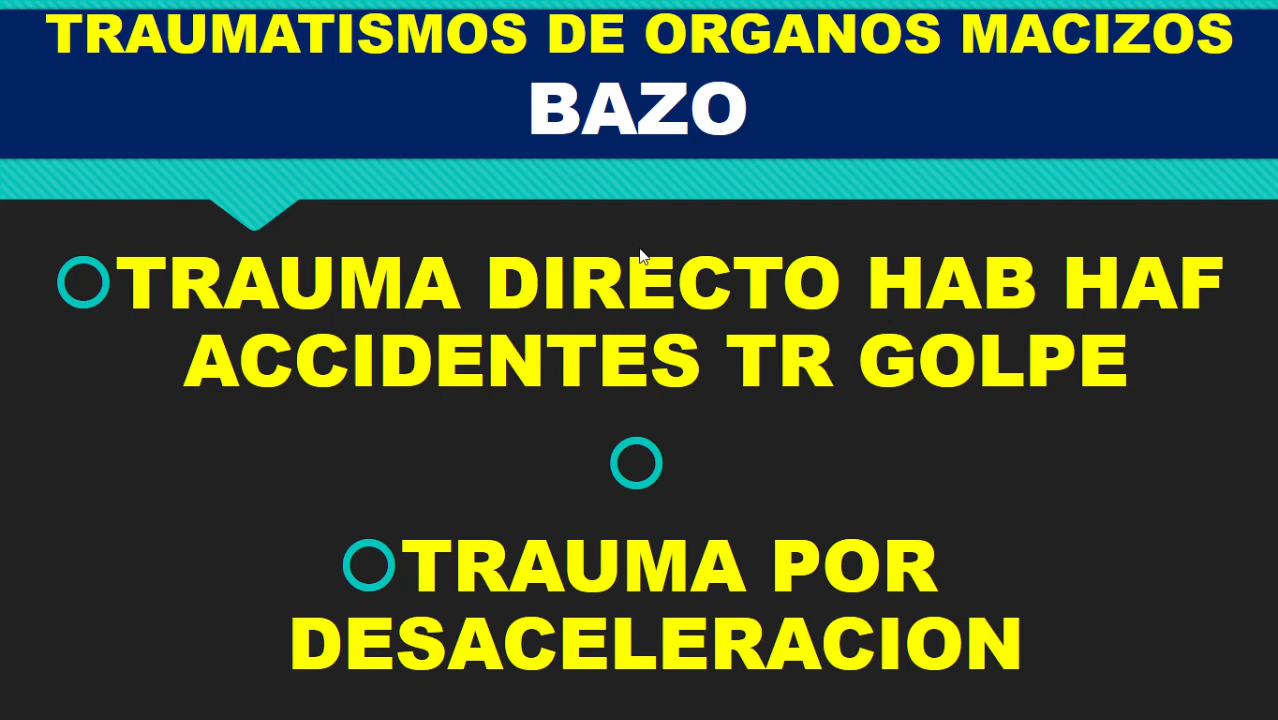 TRAUMATISMOS DE ORGANOS MACIZOS
BAZO
TRAUMA DIRECTO HAB HAF
ACCIDENTES TR GOLPE
TRAUMA POR
DESACELERACION